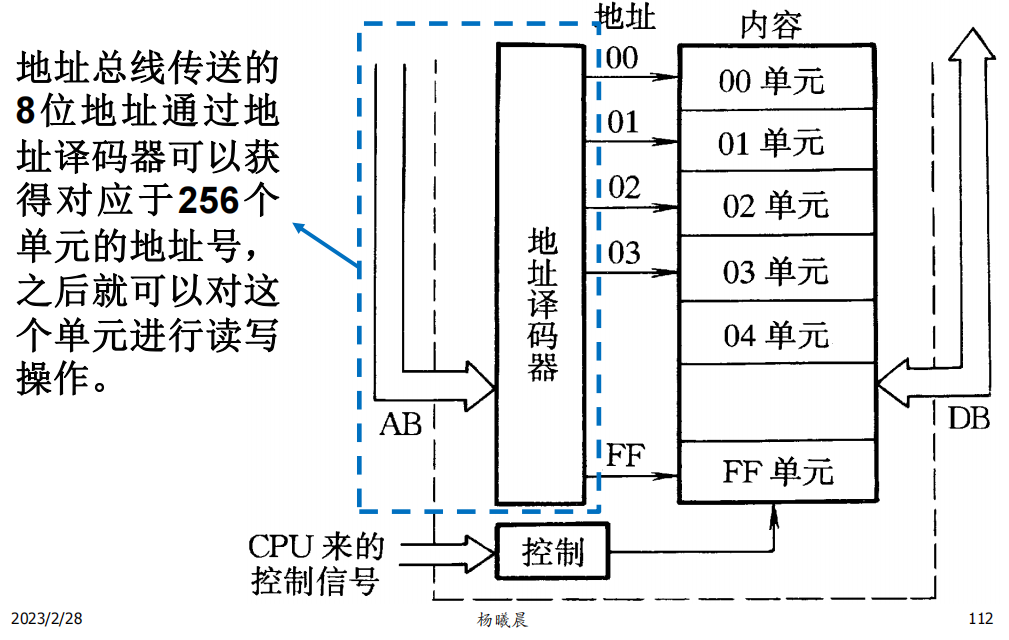 地址总线传送的
8位地址通过地
址译码器可以获
得对应于256个
单元的地址号，
之后就可以对这
个单元进行读写
操作。
地址
内容
00
00 单元
01
01 单元
02
02 单元
03
03 单元
04 单元
地址译码器
AB
DB
FF
FF 单元
CPU 来的
控制信号
控制
2023/2/28
杨曦晨
112